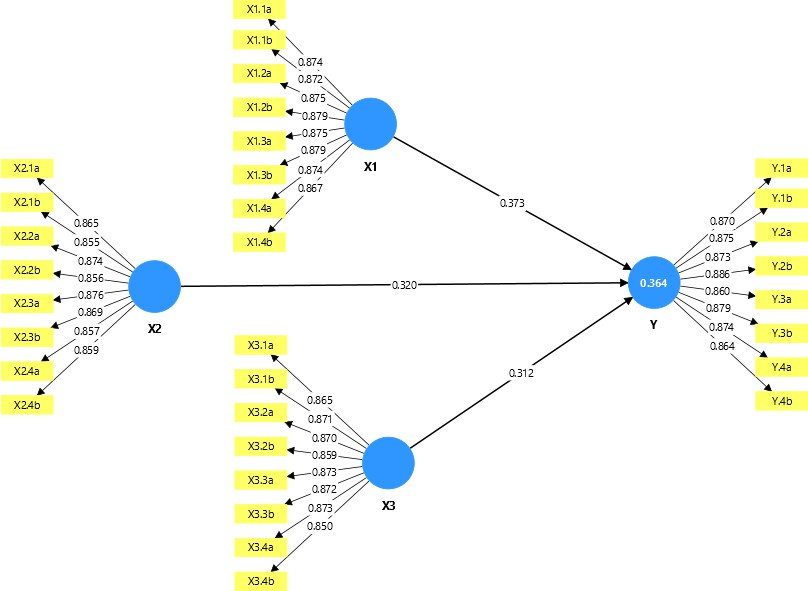 X1.1a
X1.1b
X1.2a
X1.2b
X1.3a
X1.3b
X1.4a
X1.4b
0.874
0.872
0.875
0.879
0.875
0.879
0.874
0.867
X1
0.373
X2.1a
X2.1b
X2.2a
X2.2b
X2.3a
X2.3b
X2.4a
X2.4b
0.865
0.855
0.874
0.856
0.876
0.869
0.857
0.859
X2
0.320
X3.1a
X3.1b
X3.2a
X3.2b
X3.3a
X3.3b
X3.4a
X3.4b
0.865
0.871
0.870
0.859
0.873
0.872
0.873
0.850
X3
0.312
0.364
Y
0.870
0.875
0.873
0.886
0.860
0.879
0.874
0.864
Y.1a
Y.1b
Y.2a
Y.2b
Y.3a
Y.3b
Y.4a
Y.4b